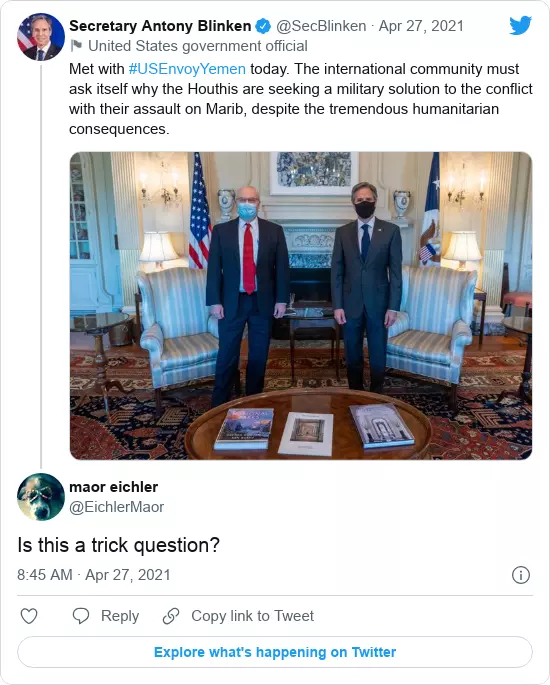 Secretary Antony Blinken @SecBlinken · Apr 27, 2021
United States government official
Met with #USEnvoyYemen today. The international community must
ask itself why the Houthis are seeking a military solution to the conflict
with their assault on Marib, despite the tremendous humanitarian
consequences.
maor eichler
@EichlerMaor
Is this a trick question?
8:45 AM · Apr 27, 2021
Reply Copy link to Tweet
Explore what's happening on Twitter